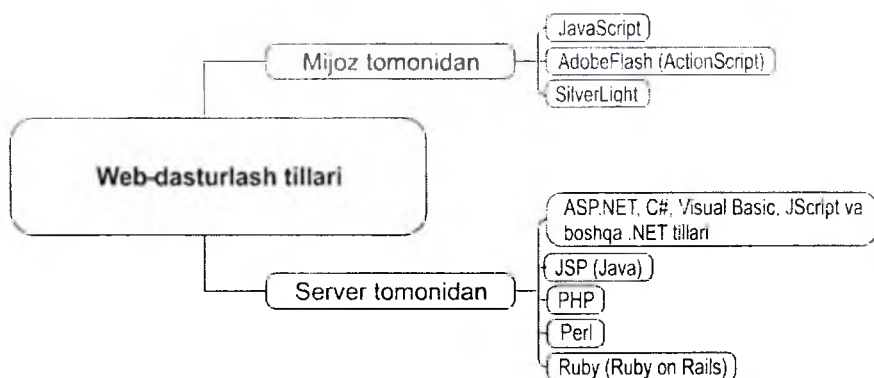 JavaScript
Mijoz tomonidan
AdobeFlash (ActionScript)
SilverLight
Web-dasturlash tillari
ASP.NET, C#, Visual Basic, JScript va
boshqa .NET tillari
JSP (Java)
Server tomonidan
PHP
Perl
Ruby (Ruby on Rails)